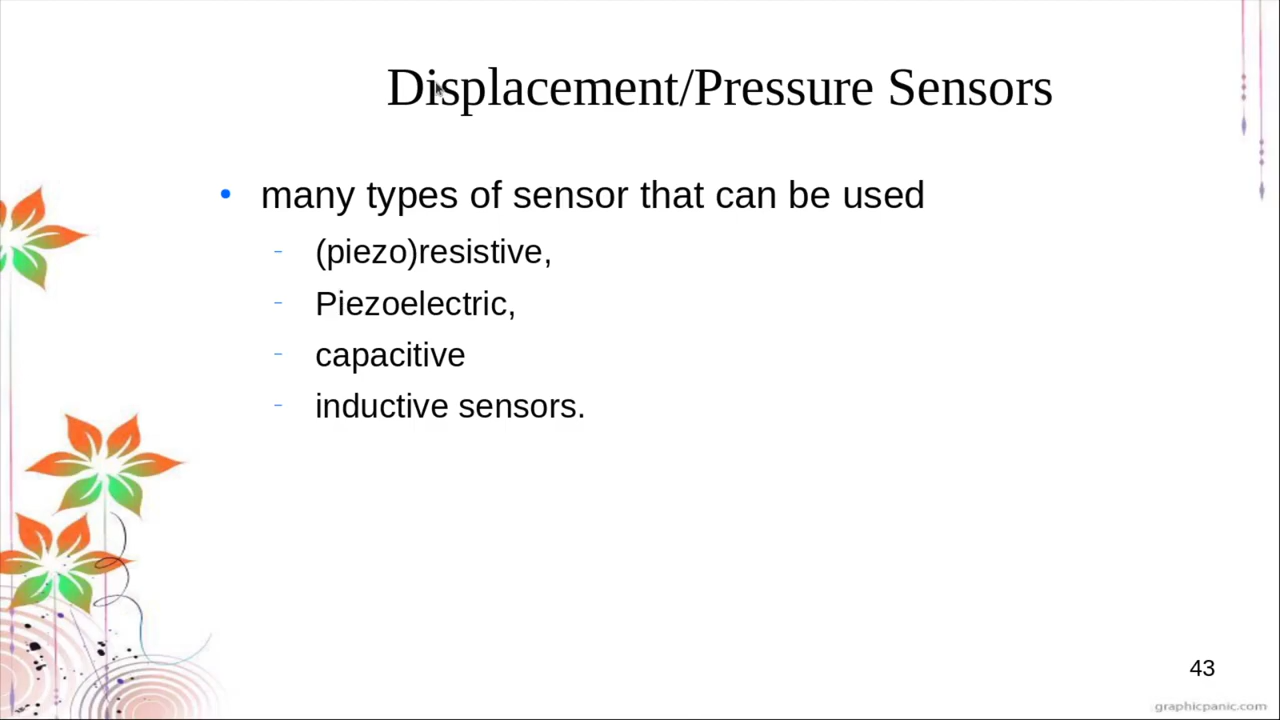 Displacement/Pressure Sensors
• many types of sensor that can be used
- (piezo)resistive,
- Piezoelectric,
- capacitive
- inductive sensors.
43
graphicpanic.com